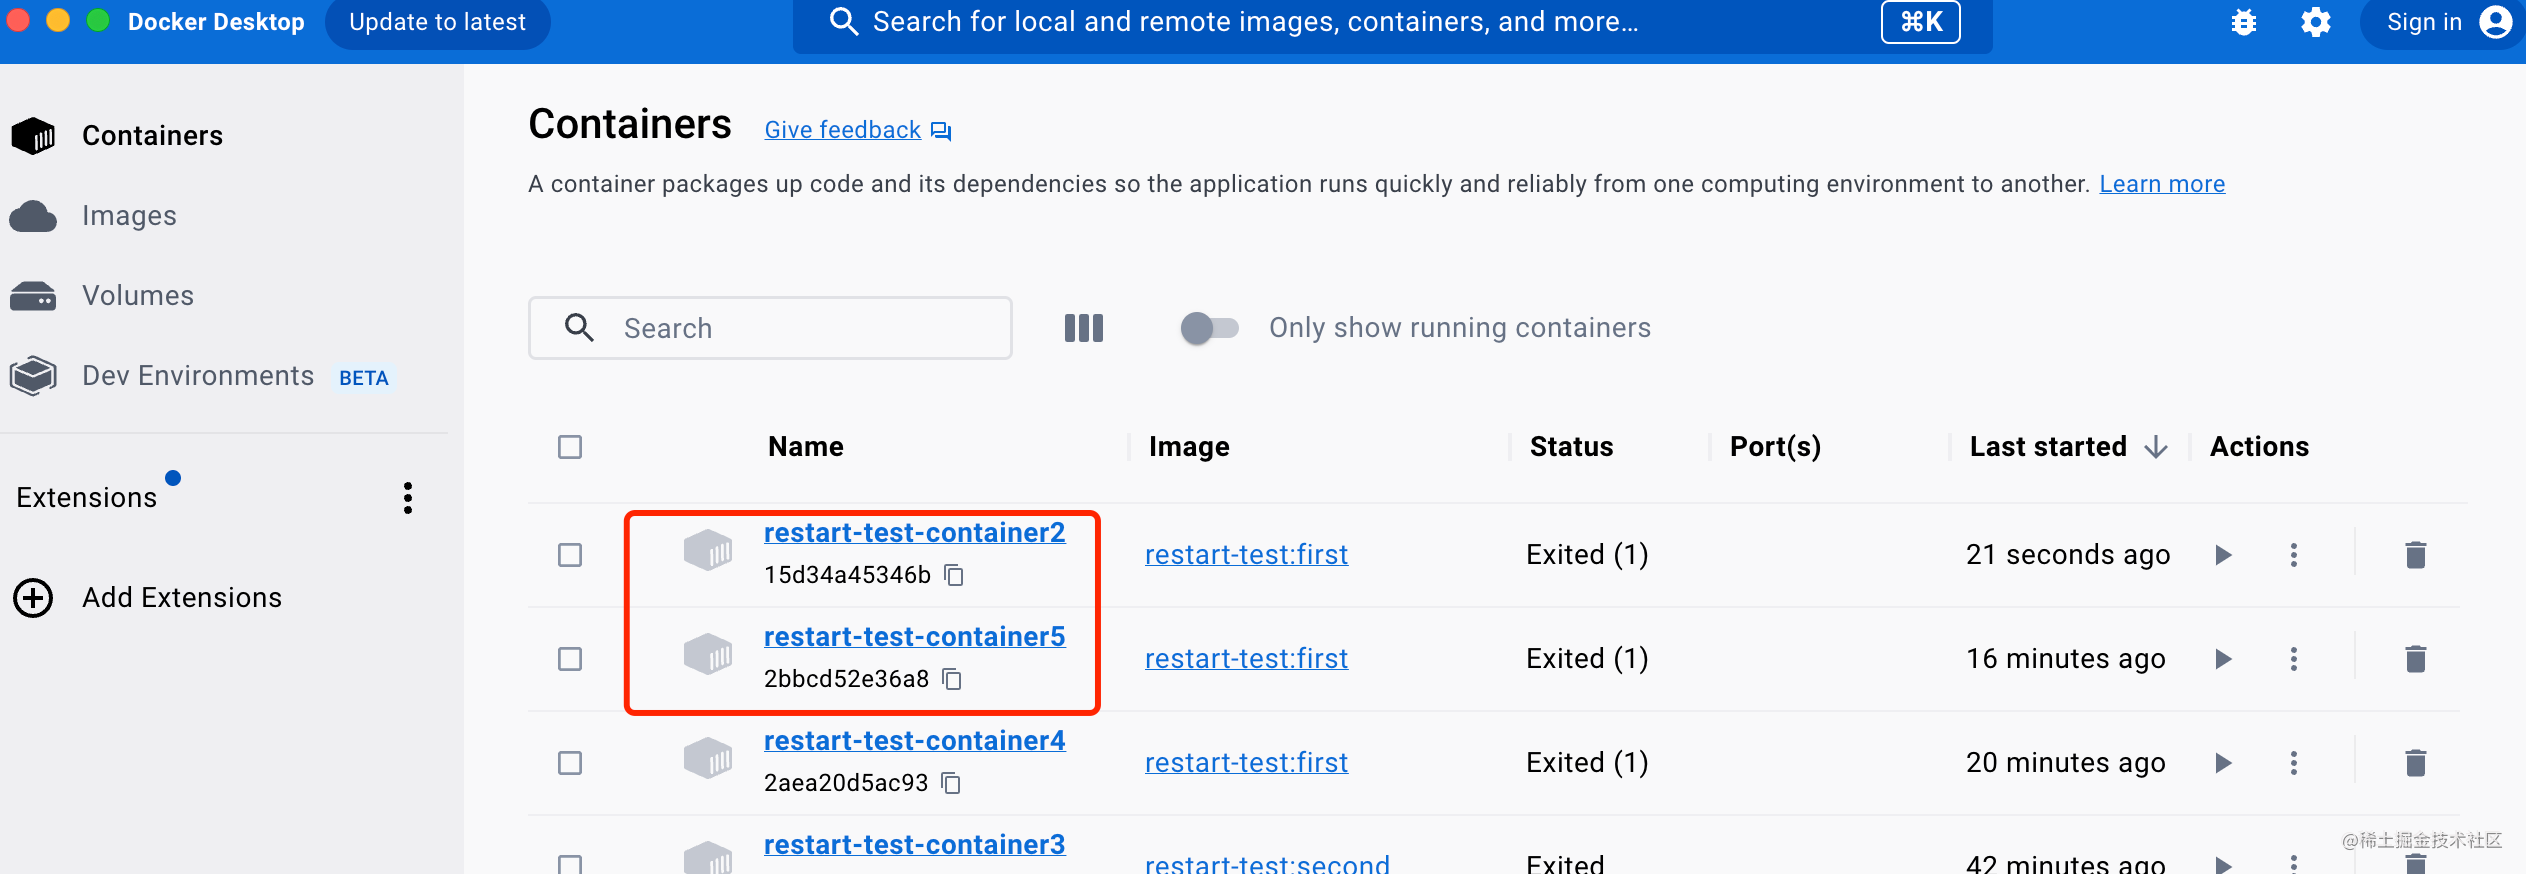 Docker Desktop
Update to latest
Search for local and remote images, containers, and more...
⌘K
Sign in
Containers
Images
Volumes
Dev Environments
BETA
Extensions
Add Extensions
Containers
Give feedback
A container packages up code and its dependencies so the application runs quickly and reliably from one computing environment to another. Learn more
Search
Only show running containers
Name Image Status Port(s) Last started Actions
restart-test-container2
15d34a45346b
restart-test:first Exited (1) 21 seconds ago
restart-test-container5
2bbcd52e36a8
restart-test:first Exited (1) 16 minutes ago
restart-test-container4
2aea20d5ac93
restart-test:first Exited (1) 20 minutes ago
restart-test-container3
restart-test:second Exited 42 minutes ago
@稀土掘金技术社区